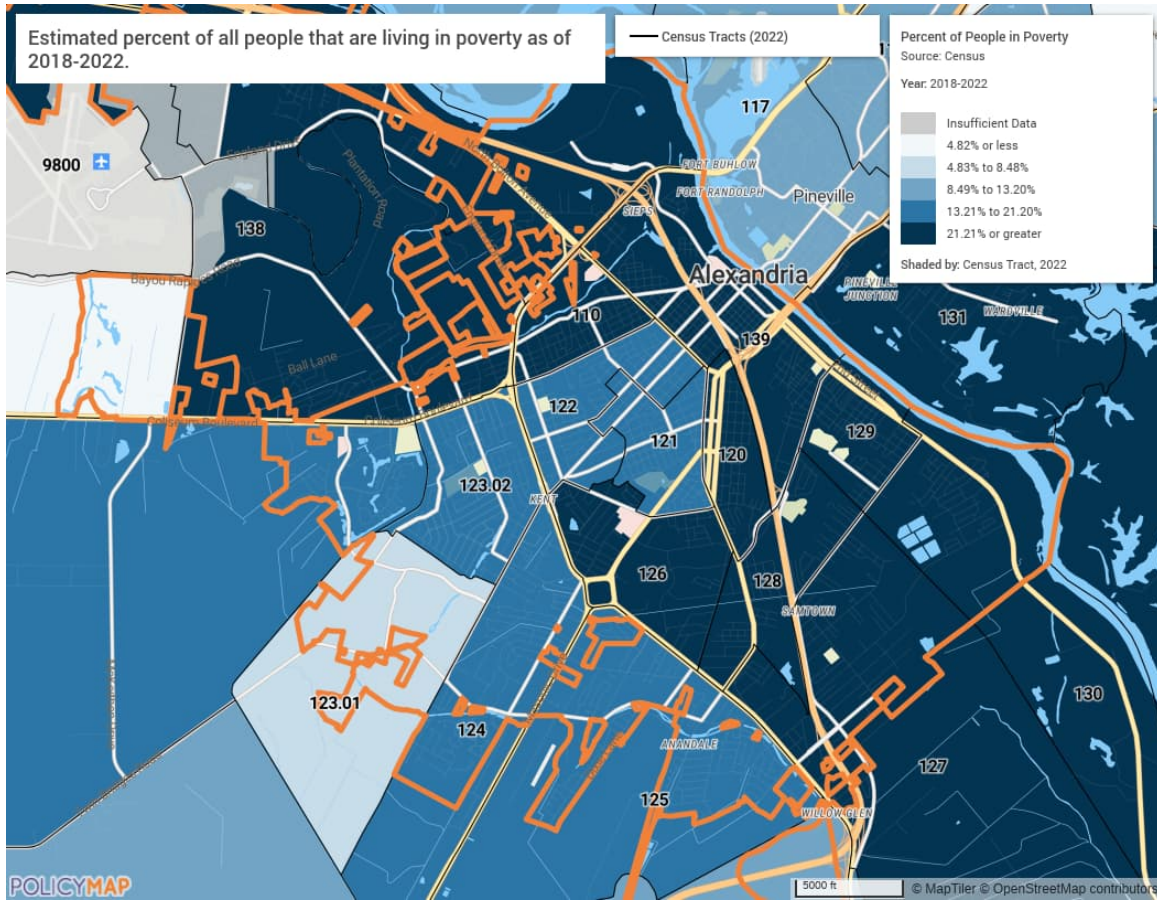 Estimated percent of all people that are living in poverty as of
2018-2022.
Census Tracts (2022)
Percent of People in Poverty
Source: Census
Year: 2018-2022
Insufficient Data
4.82% or less
4.83% to 8.48%
8.49% to 13.20%
13.21% to 21.20%
21.21% or greater
Shaded by: Census Tract, 2022
117
9800
FORT BUHLOW
FORT RANDOLPH
Pineville
SIEPS
Plantation Road
138
Alexandria
PINEVILLE
JUNCTION
Bayou Rapides Road
WARDVILLE
131
110
139
Ball Lane
122
Coliseum Boulevard
Coliseum Boulevard
129
121
120
123.02
KENT
126
128
SAMTOWN
130
123.01
124
ANANDALE
127
125
WILLOW GLEN
POLICYMAP
5000 ft
© MapTiler © OpenStreetMap contributors